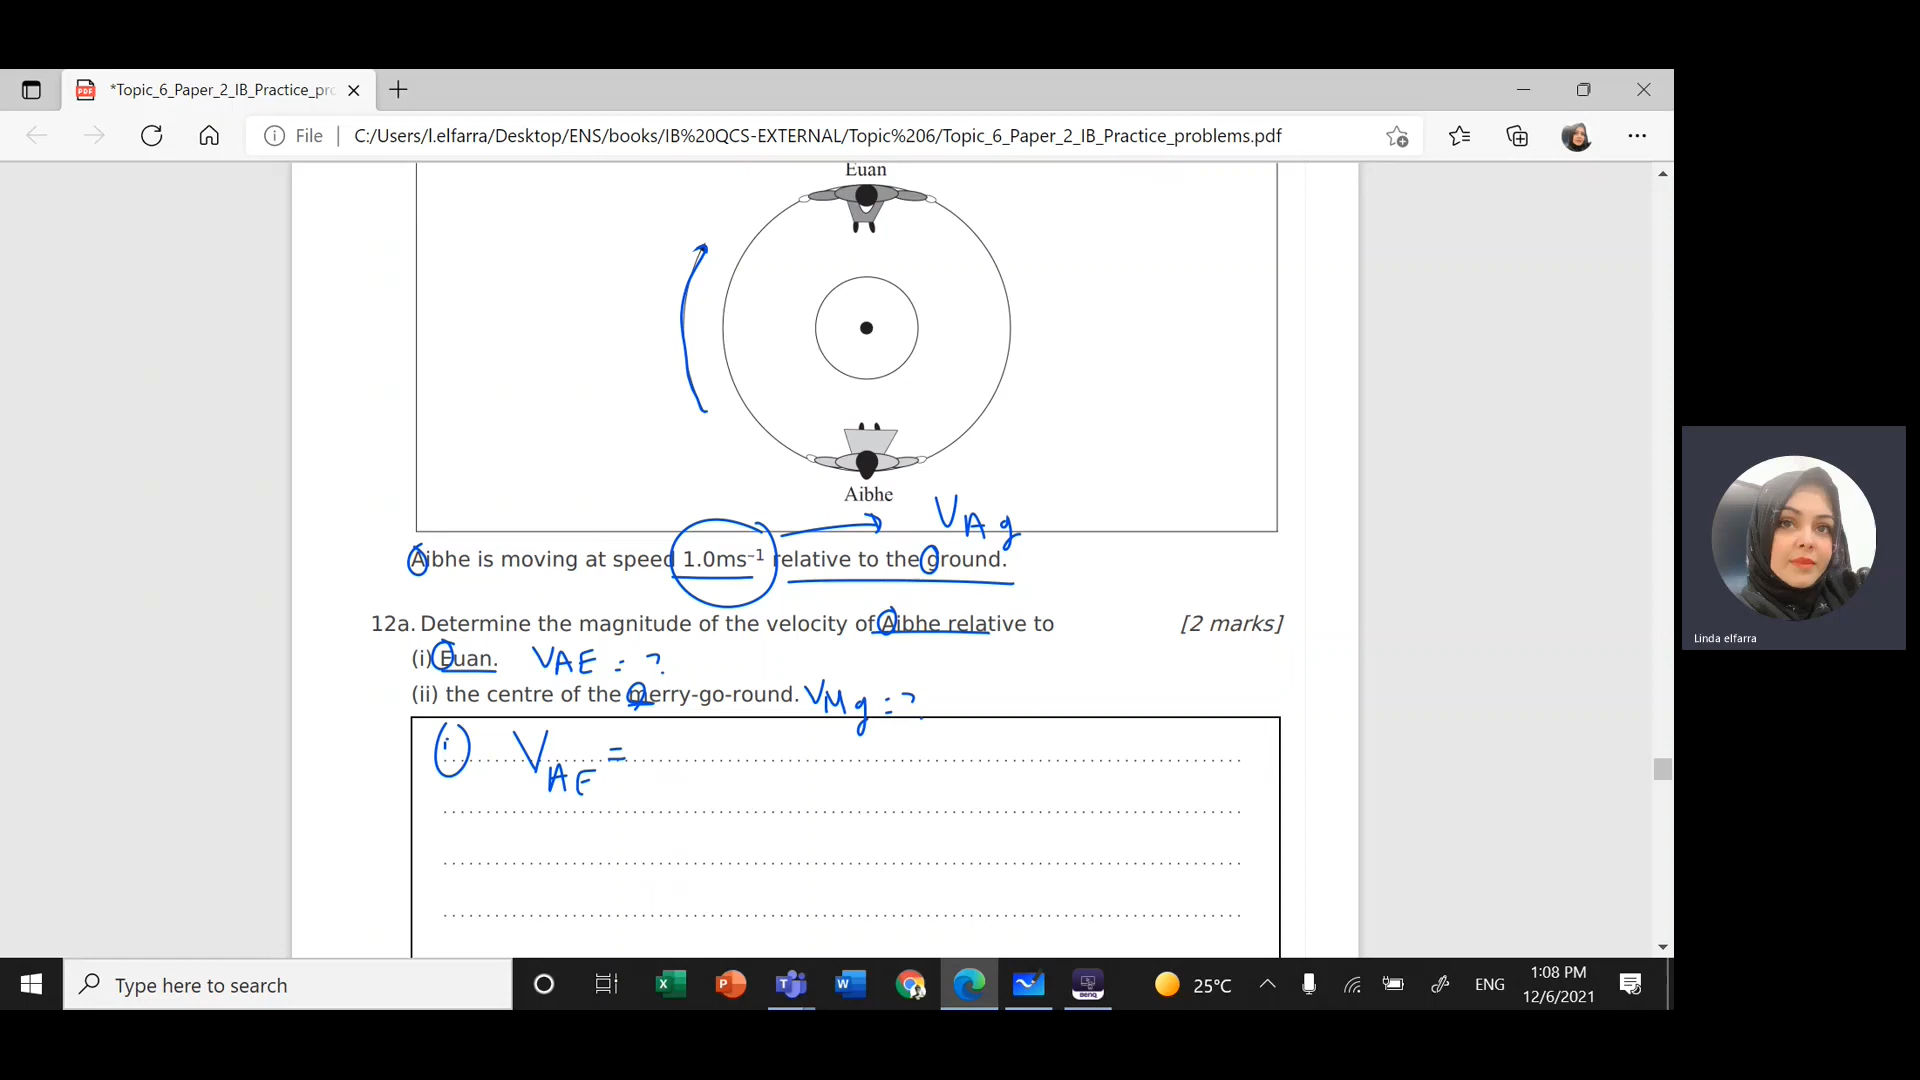 *Topic_6_Paper_2_IB_Practice_pro
File
C:/Users/l.elfarra/Desktop/ENS/books/IB%20QCS-EXTERNAL/Topic%206/Topic_6_Paper_2_IB_Practice_problems.pdf
Euan
Aibhe
VAg
Aibhe is moving at speed 1.0ms⁻¹ relative to the ground.
12a. Determine the magnitude of the velocity of Aibhe relative to [2 marks]
(i) Euan. VAE = ?
(ii) the centre of the merry-go-round. VMg = ?
i VAE =
Linda elfarra
Type here to search
25°C
ENG
1:08 PM
12/6/2021
BENQ